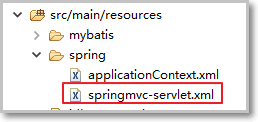 src/main/resources
mybatis
spring
applicationContext.xml
springmvc-servlet.xml